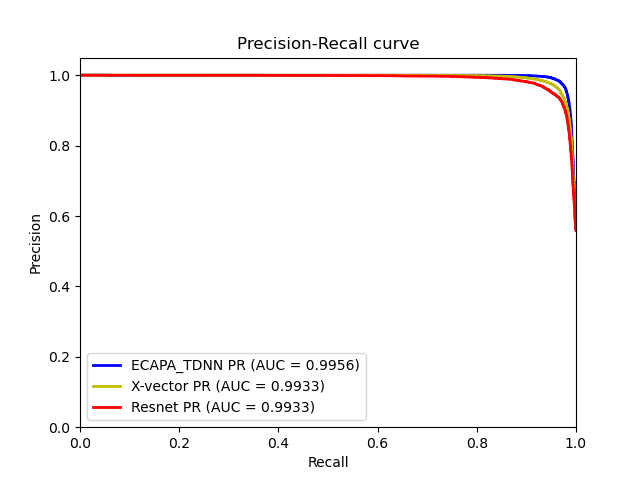 Precision-Recall curve
1.0
0.8
0.6
0.4
0.2
0.0
Precision
ECAPA_TDNN PR (AUC = 0.9956)
X-vector PR (AUC = 0.9933)
Resnet PR (AUC = 0.9933)
0.0 0.2 0.4 0.6 0.8 1.0
Recall